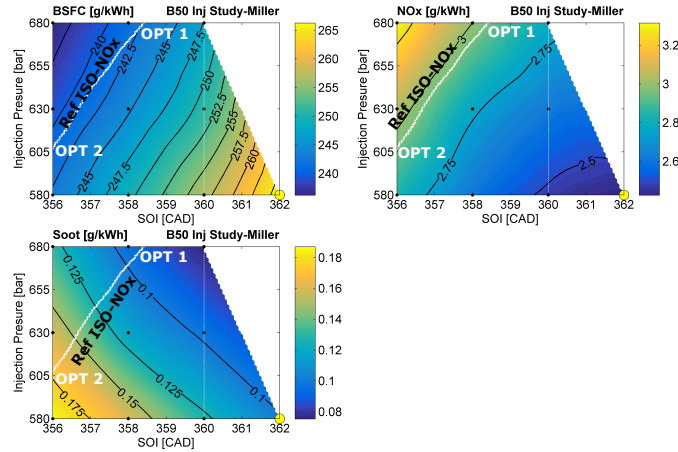 BSFC [g/kWh] B50 Inj Study-Miller
Injection Presure [bar]
680
655
630
605
580
356 357 358 359 360 361 362
SOI [CAD]
240
242.5
245
247.5
250
252.5
255
257.5
260
245
247.5
OPT 1
Ref ISO-NOx
OPT 2
265
260
255
250
245
240
NOx [g/kWh] B50 Inj Study-Miller
Injection Presure [bar]
680
655
630
605
580
356 357 358 359 360 361 362
SOI [CAD]
3
2.75
2.75
2.5
OPT 1
Ref ISO-NOx
OPT 2
3.2
3
2.8
2.6
Soot [g/kWh] B50 Inj Study-Miller
Injection Presure [bar]
680
655
630
605
580
356 357 358 359 360 361 362
SOI [CAD]
0.125
0.1
0.125
0.1
0.15
0.175
OPT 1
Ref ISO-NOx
OPT 2
0.18
0.16
0.14
0.12
0.1
0.08